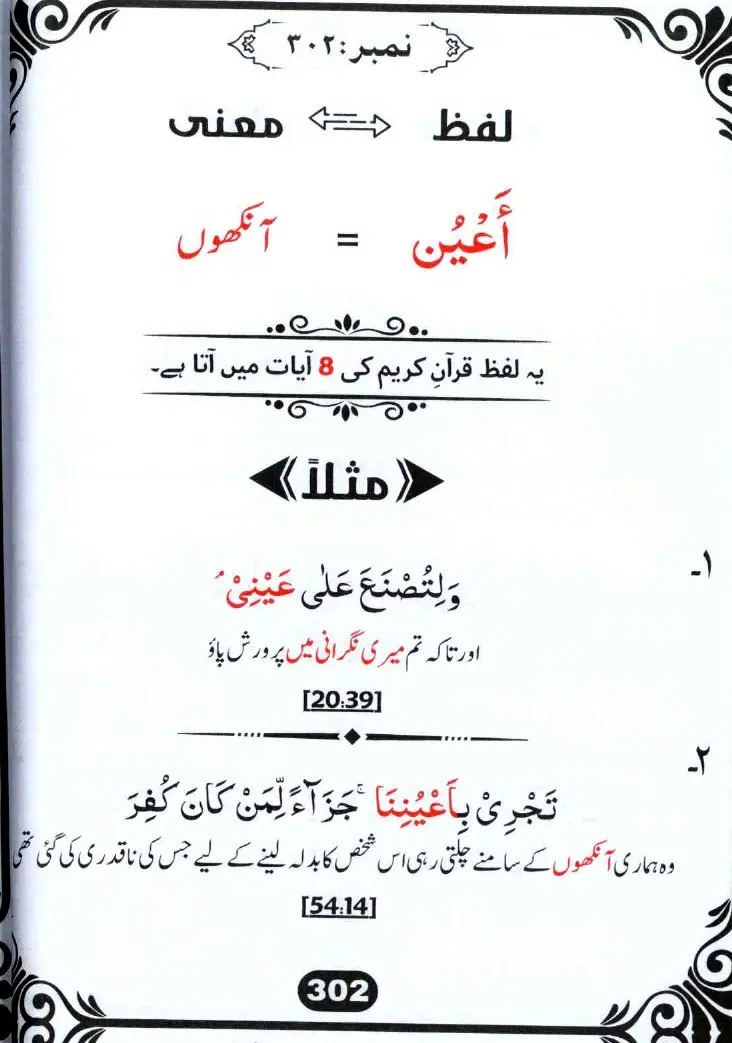 نمبر: ۳۰۲
لفظ معنی
أَعْيُن = آنکھوں
یہ لفظ قرآنِ کریم کی 8 آیات میں آتا ہے۔
مثلاً
۱۔
وَلِتُصْنَعَ عَلٰى عَيْنِيْ ۘ
اور تاکہ تم میری نگرانی میں پرورش پاؤ
[20:39]
۲۔
تَجْرِيْ بِاَعْيُنِنَا ۚ جَزَآءً لِّمَنْ كَانَ كُفِرَ
وہ ہماری آنکھوں کے سامنے چلتی رہی اس شخص کا بدلہ لینے کے لیے جس کی ناقدری کی گئی تھی
[54:14]
302